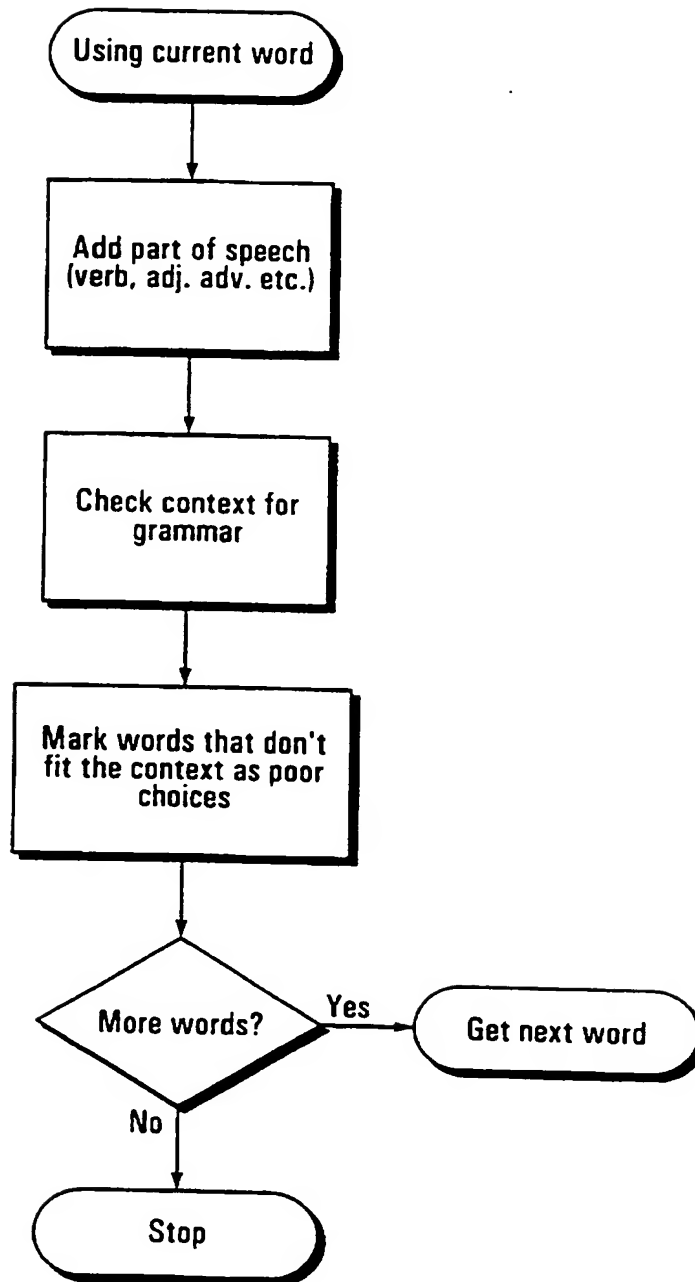 Using current word
Add part of speech
(verb, adj. adv. etc.)
Check context for
grammar
Mark words that don't
fit the context as poor
choices
More words?
Yes
Get next word
No
Stop